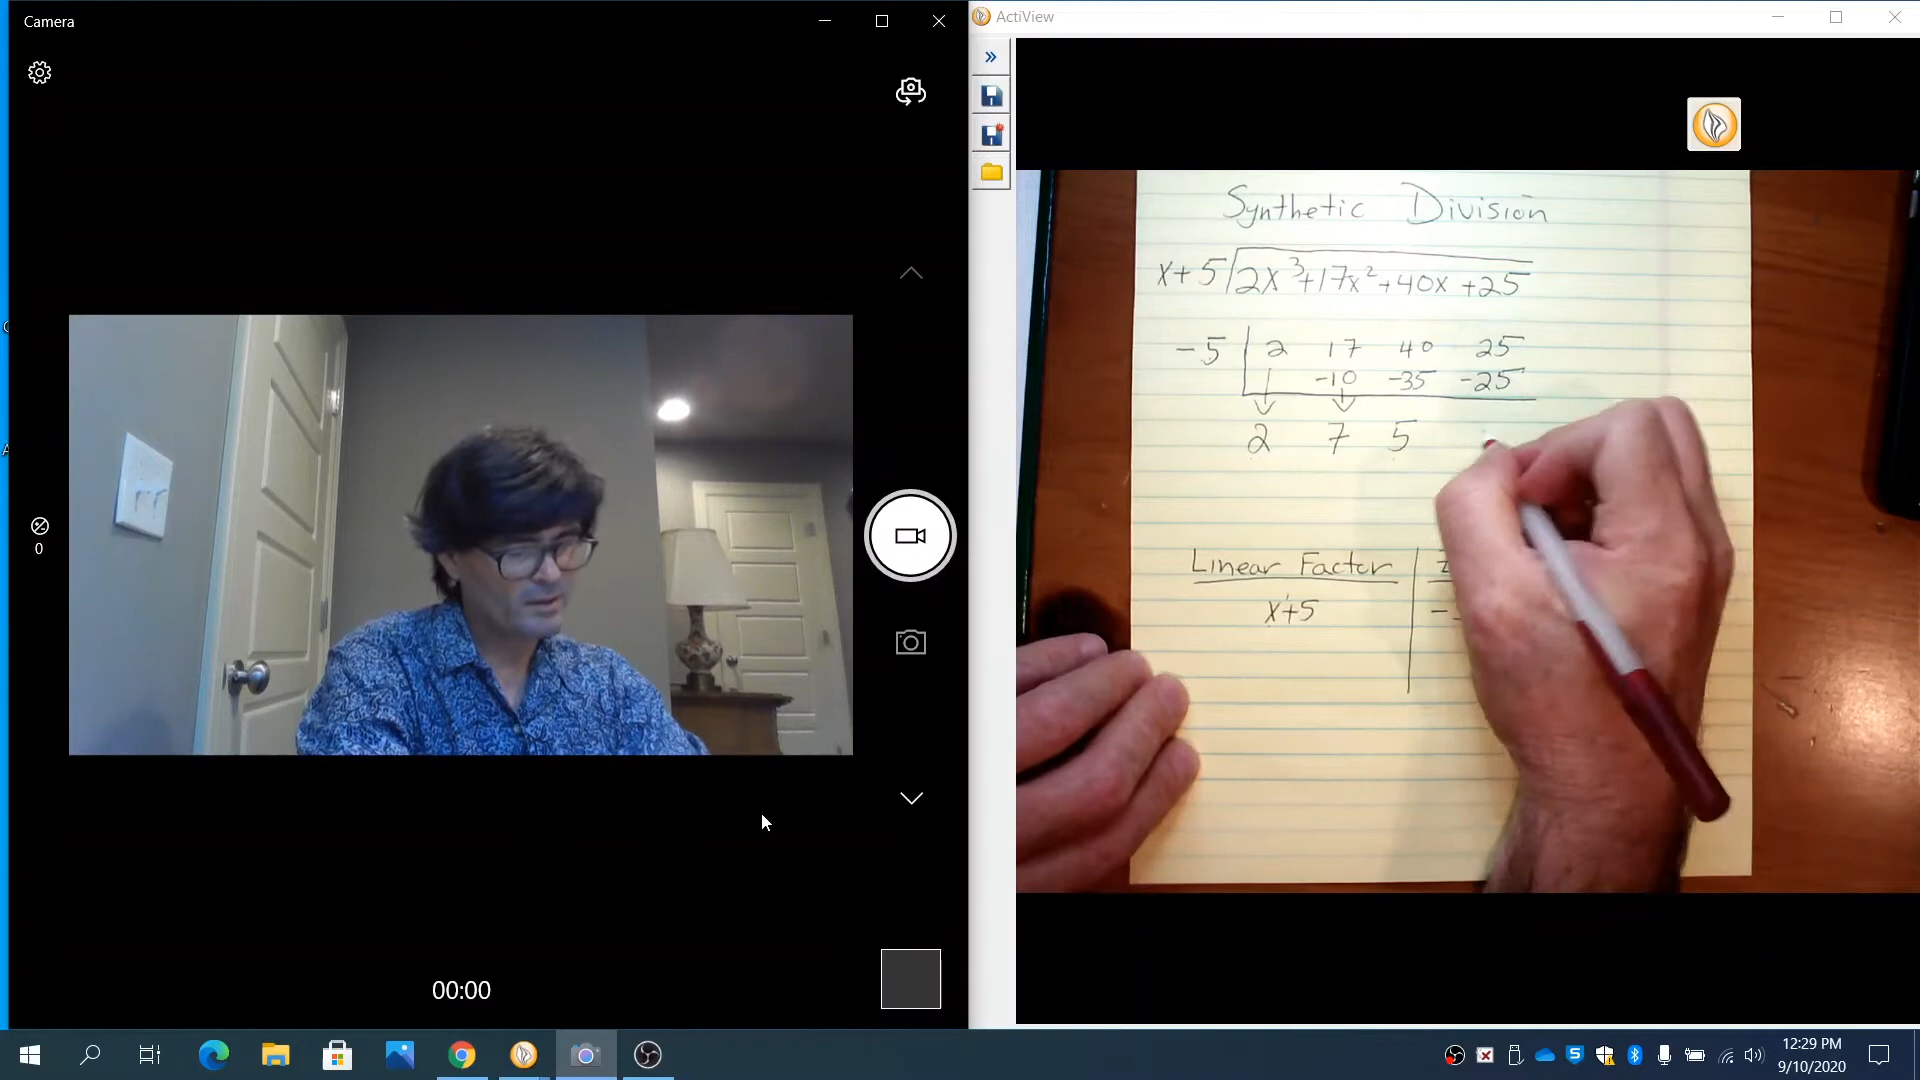 Camera
ActiView
0
00:00
Synthetic Division
x+5 2x³+17x²+40x+25
-5 2 17 40 25
-10 -35 -25
2 7 5
Linear Factor
x+5
12:29 PM
9/10/2020